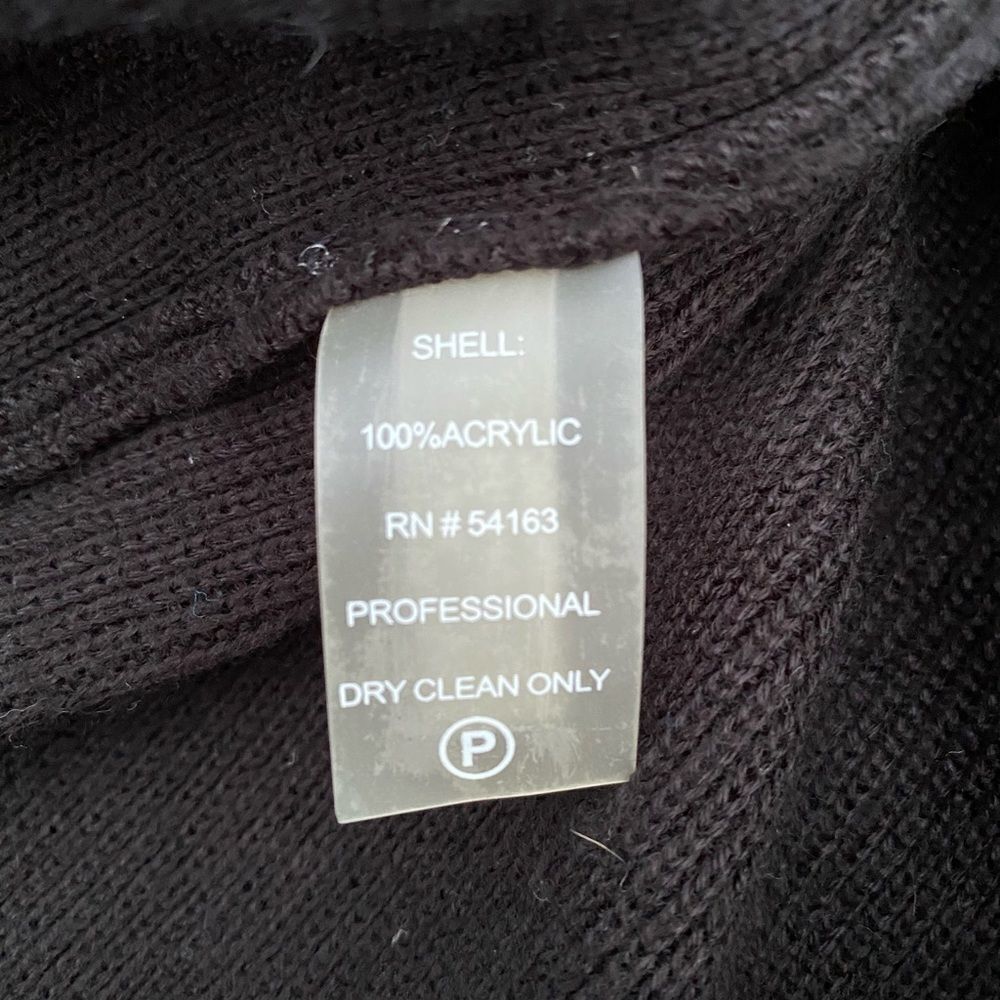 SHELL:
100%ACRYLIC
RN # 54163
PROFESSIONAL
DRY CLEAN ONLY
P